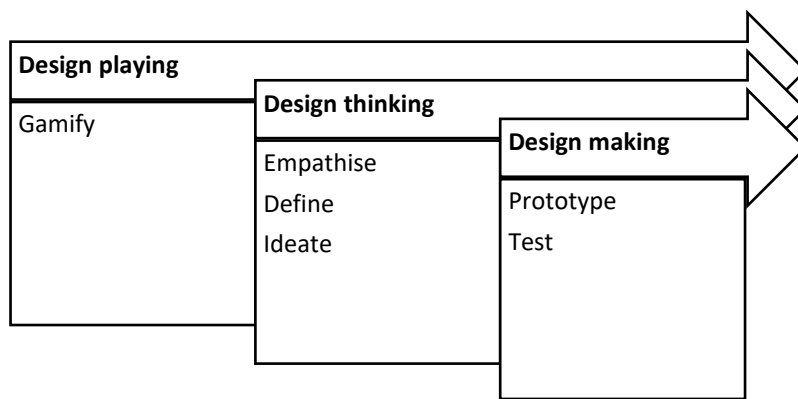 Design playing
Gamify
Design thinking
Empathise
Define
Ideate
Design making
Prototype
Test